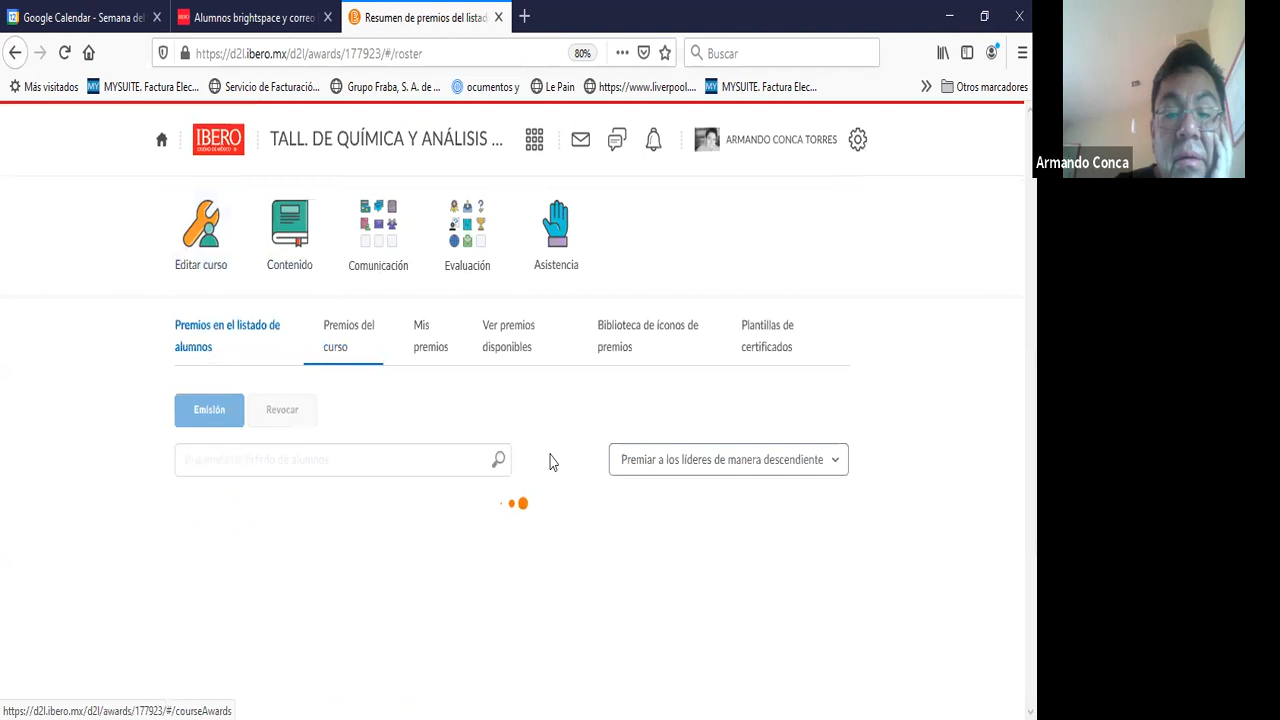 Google Calendar - Semana del
Alumnos brightspace y correo
Resumen de premios del listad
https://d2l.ibero.mx/d2l/awards/177923/#/roster
80%
Buscar
Más visitados
MYSUITE. Factura Elec...
Servicio de Facturació...
Grupo Fraba, S. A. de ...
ocumentos y
Le Pain
https://www.liverpool....
MYSUITE. Factura Elec...
Otros marcadores
Armando Conca
IBERO
CIUDAD DE MÉXICO
TALL. DE QUÍMICA Y ANÁLISIS ...
ARMANDO CONCA TORRES
Editar curso
Contenido
Comunicación
Evaluación
Asistencia
Premios en el listado de
alumnos
Premios del
curso
Mis
premios
Ver premios
disponibles
Biblioteca de íconos de
premios
Plantillas de
certificados
Emisión
Revocar
de alumnos
Premiar a los líderes de manera descendiente
https://d2l.ibero.mx/d2l/awards/177923/#/courseAwards